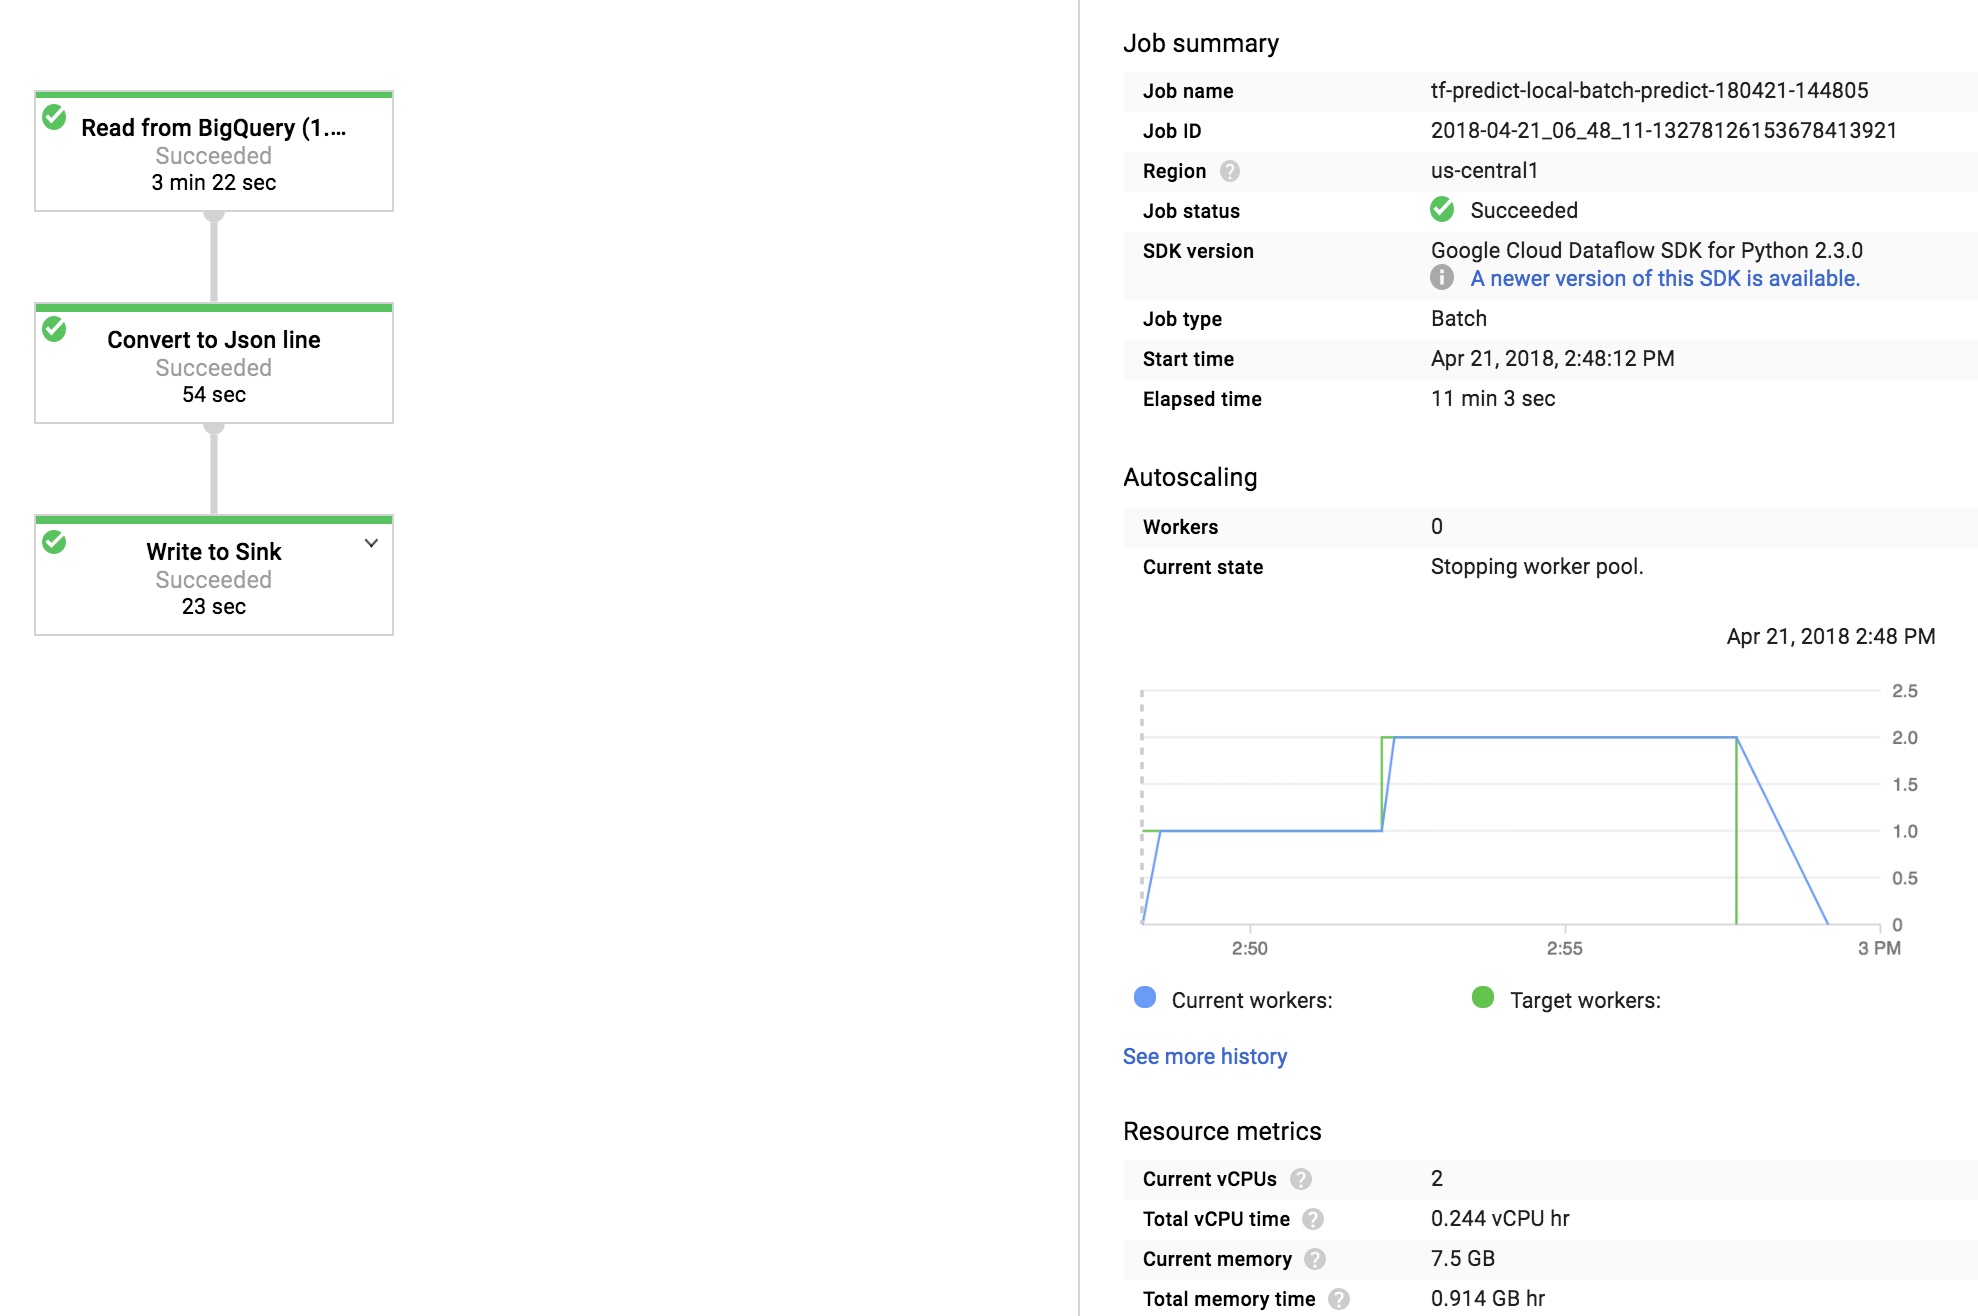 Read from BigQuery (1....
Succeeded
3 min 22 sec
Convert to Json line
Succeeded
54 sec
Write to Sink
Succeeded
23 sec
Job summary
Job name tf-predict-local-batch-predict-180421-144805
Job ID 2018-04-21_06_48_11-13278126153678413921
Region ? us-central1
Job status Succeeded
SDK version Google Cloud Dataflow SDK for Python 2.3.0
i A newer version of this SDK is available.
Job type Batch
Start time Apr 21, 2018, 2:48:12 PM
Elapsed time 11 min 3 sec
Autoscaling
Workers 0
Current state Stopping worker pool.
Apr 21, 2018 2:48 PM
2.5
2.0
1.5
1.0
0.5
0
2:50 2:55 3 PM
Current workers: Target workers:
See more history
Resource metrics
Current vCPUs ? 2
Total vCPU time ? 0.244 vCPU hr
Current memory ? 7.5 GB
Total memory time ? 0.914 GB hr